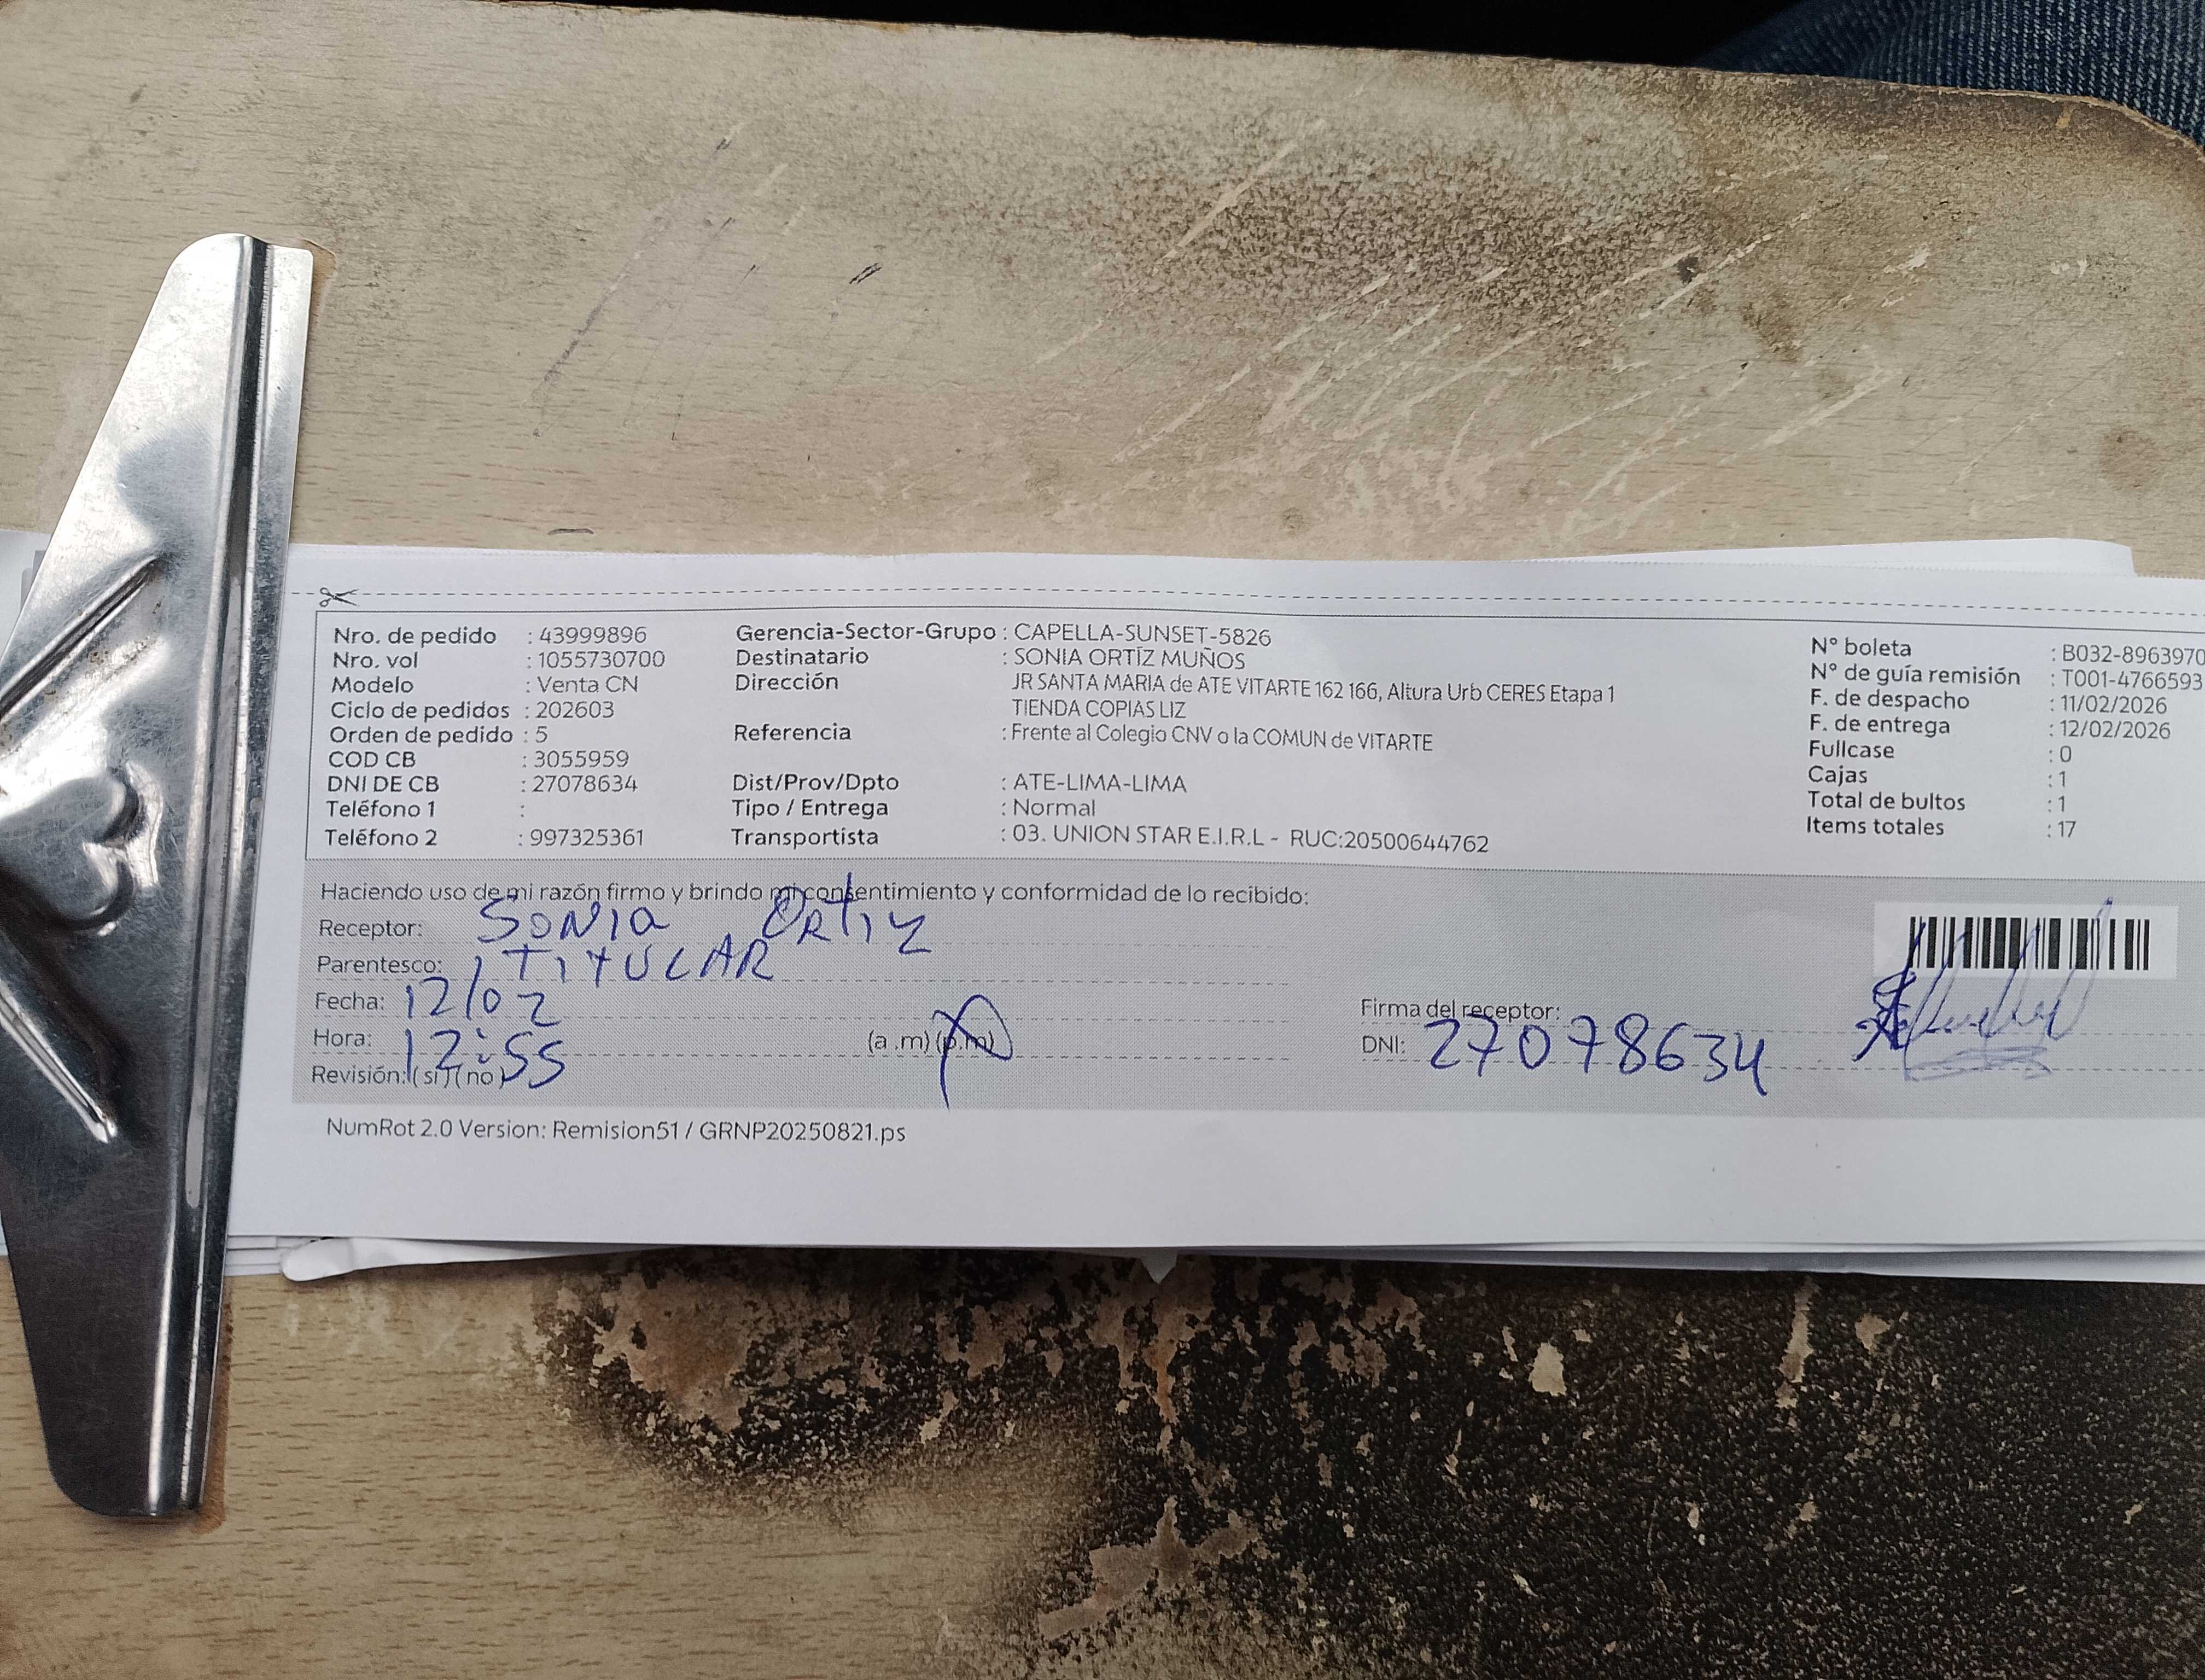 Nro. de pedido : 43999896
Nro. vol : 1055730700
Modelo : Venta CN
Ciclo de pedidos : 202603
Orden de pedido : 5
COD CB : 3055959
DNI DE CB : 27078634
Teléfono 1 :
Teléfono 2 : 997325361
Gerencia-Sector-Grupo : CAPELLA-SUNSET-5826
Destinatario : SONIA ORTÍZ MUÑOS
Dirección JR SANTA MARIA de ATE VITARTE 162 166, Altura Urb CERES Etapa 1
TIENDA COPIAS LIZ
Referencia : Frente al Colegio CNV o la COMUN de VITARTE
Dist/Prov/Dpto : ATE-LIMA-LIMA
Tipo / Entrega : Normal
Transportista : 03. UNION STAR E.I.R.L - RUC:20500644762
N° boleta : B032-8963970
N° de guía remisión : T001-4766593
F. de despacho : 11/02/2026
F. de entrega : 12/02/2026
Fullcase : 0
Cajas : 1
Total de bultos : 1
Items totales : 17
Haciendo uso de mi razón firmo y brindo mi consentimiento y conformidad de lo recibido:
Receptor: SONIA ORTIZ
Parentesco: TITULAR
Fecha: 12/02
Hora: 12:55 (a .m) (p.m)
Revisión: (si) (no)
Firma del receptor:
DNI: 27078634
NumRot 2.0 Version: Remision51 / GRNP20250821.ps